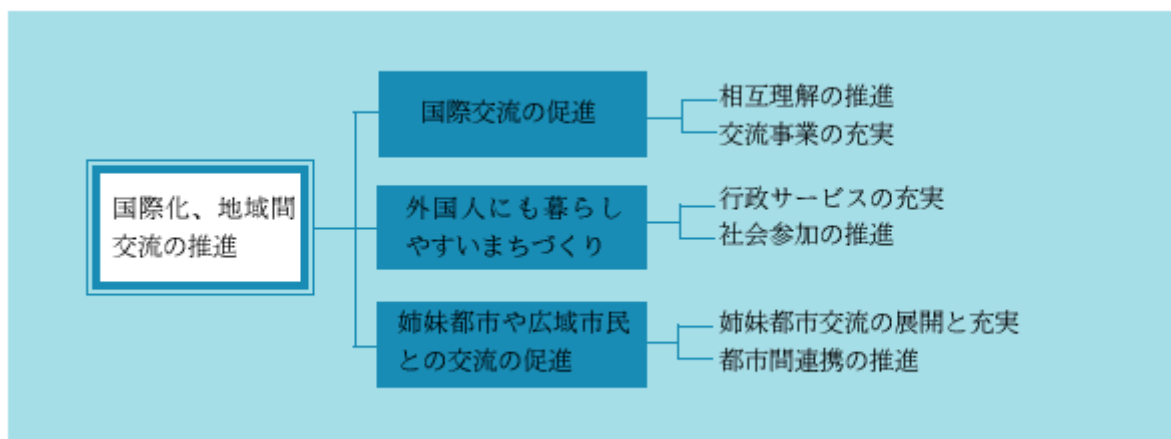 国際化、地域間
交流の推進
国際交流の促進
相互理解の推進
交流事業の充実
外国人にも暮らし
やすいまちづくり
行政サービスの充実
社会参加の推進
姉妹都市や広域市民
との交流の促進
姉妹都市交流の展開と充実
都市間連携の推進